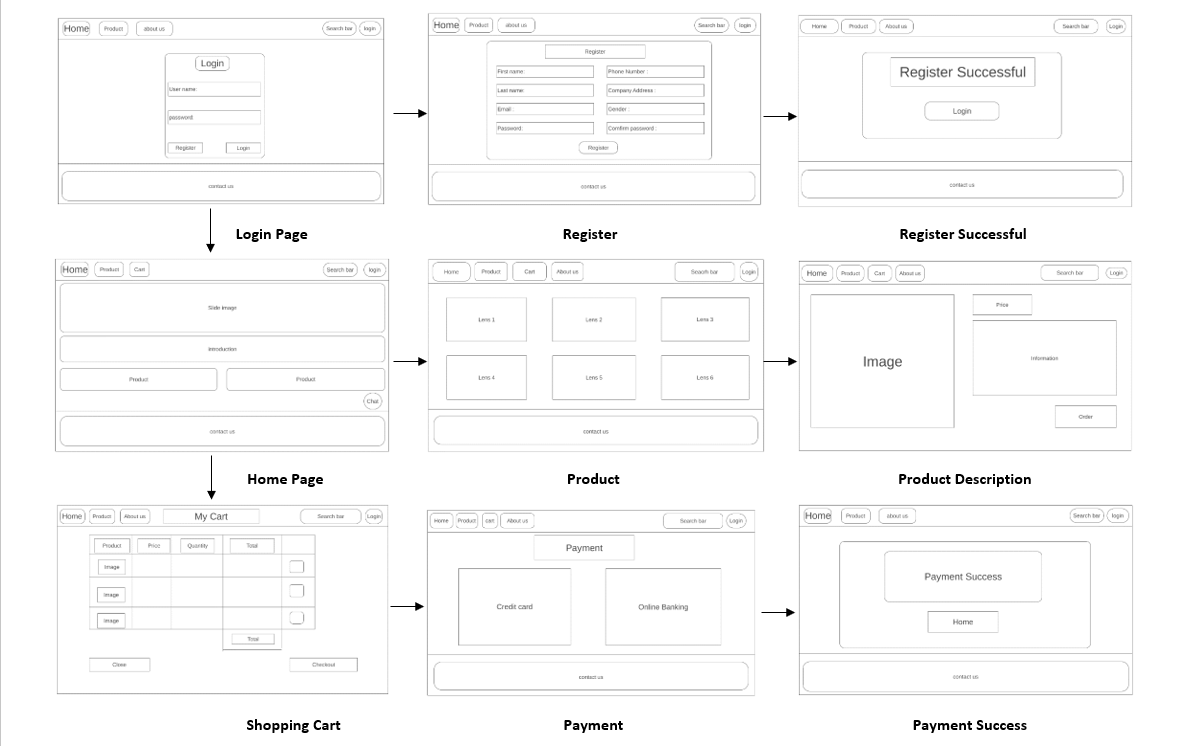 Home Product about us Search bar login
Login
User name:
password:
Register Login
contact us
Login Page
Home Product about us Search bar login
Register
First name: Phone Number :
Last name: Company Address :
Email : Gender :
Password : Comfirm password :
Register
contact us
Register
Home Product About us Search bar Login
Register Successful
Login
contact us
Register Successful
Home Product Cart Search bar login
Slide image
Introduction
Product Product
Chat
contact us
Home Page
Home Product Cart About us Search bar Login
Lens 1 Lens 2 Lens 3
Lens 4 Lens 5 Lens 6
contact us
Product
Home Product Cart About us Search bar Login
Image
Price
Information
Order
Product Description
Home Product About us My Cart Search bar Login
Product Price Quantity Total
Image
Image
Image
Total
Close Checkout
Shopping Cart
Home Product cart About us Search bar Login
Payment
Credit card Online Banking
contact us
Payment
Home Product about us Search bar login
Payment Success
Home
contact us
Payment Success